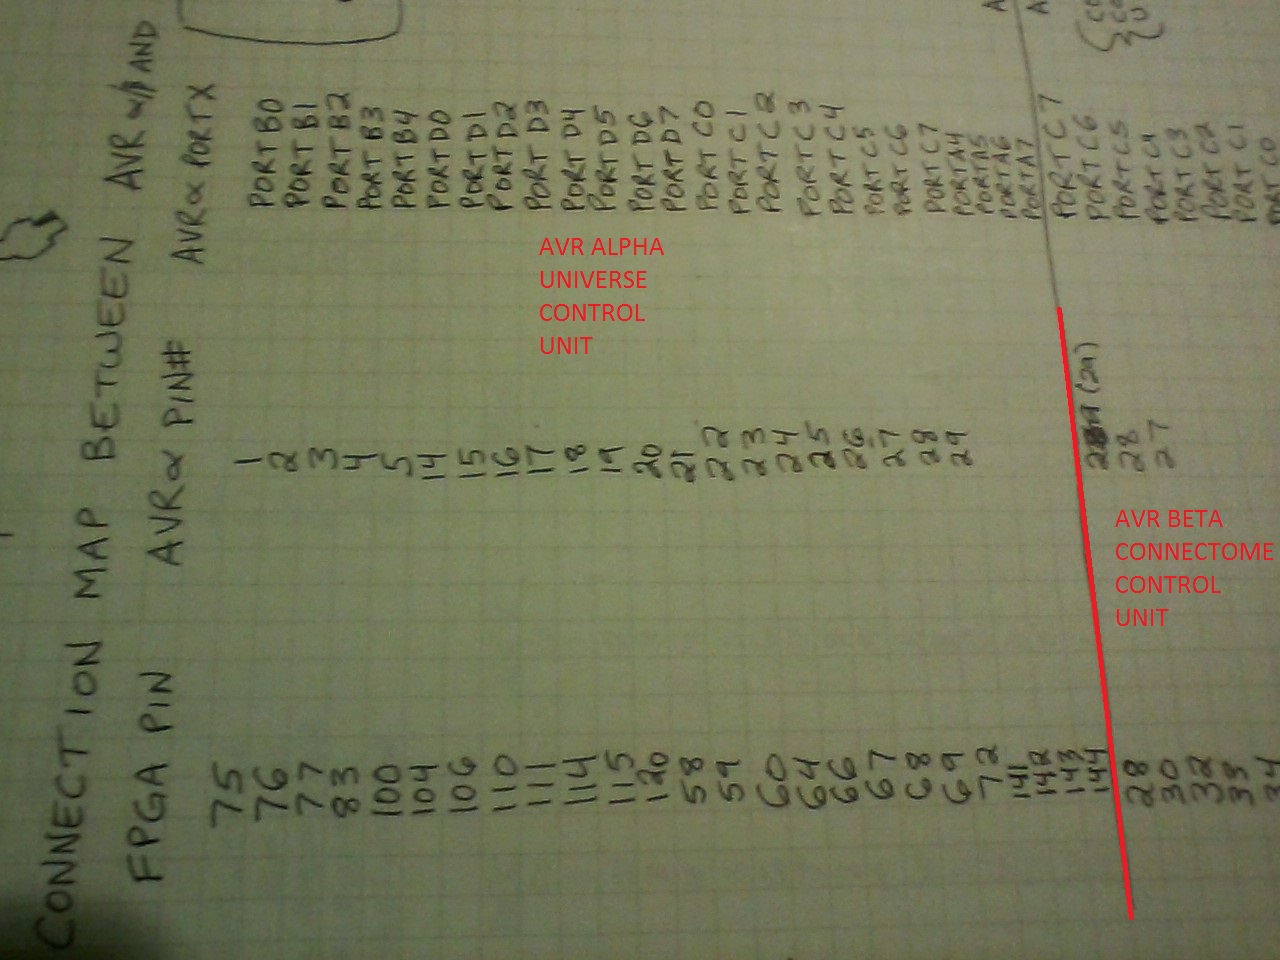 CONNECTION MAP BETWEEN AVR AND
FPGA PIN AVR∝ PIN# AVR∝ PORTX
75 1 PORTB0
76 2 PORTB1
77 3 PORTB2
83 4 PORTB3
100 5 PORTB4
104 14 PORTD0
106 15 PORTD1
110 16 PORTD2
111 17 PORTD3
114 18 PORTD4
115 19 PORTD5
120 20 PORTD6
58 21 PORTD7
59 22 PORTC0
60 23 PORTC1
64 24 PORTC2
66 25 PORTC3
67 26 PORTC4
68 27 PORTC5
69 28 PORTC6
72 29 PORTC7
141 PORTA4
142 PORTA5
143 PORTA6
144 PORTA7
28 (29) PORTC7
30 28 PORTC6
32 27 PORTC5
33 PORTC4
34 PORTC3
PORTC2
PORTC1
PORTC0
AVR ALPHA
UNIVERSE
CONTROL
UNIT
AVR BETA
CONNECTOME
CONTROL
UNIT